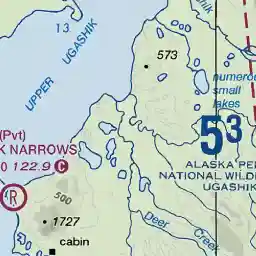 13
UPPER
UGASHIK
573
numerou
small
lakes
53
(Pvt)
K NARROWS
0 122.9 C
ALASKA PE
NATIONAL WILD
UGASHIK
R
500
1727
cabin
Deer
Creek